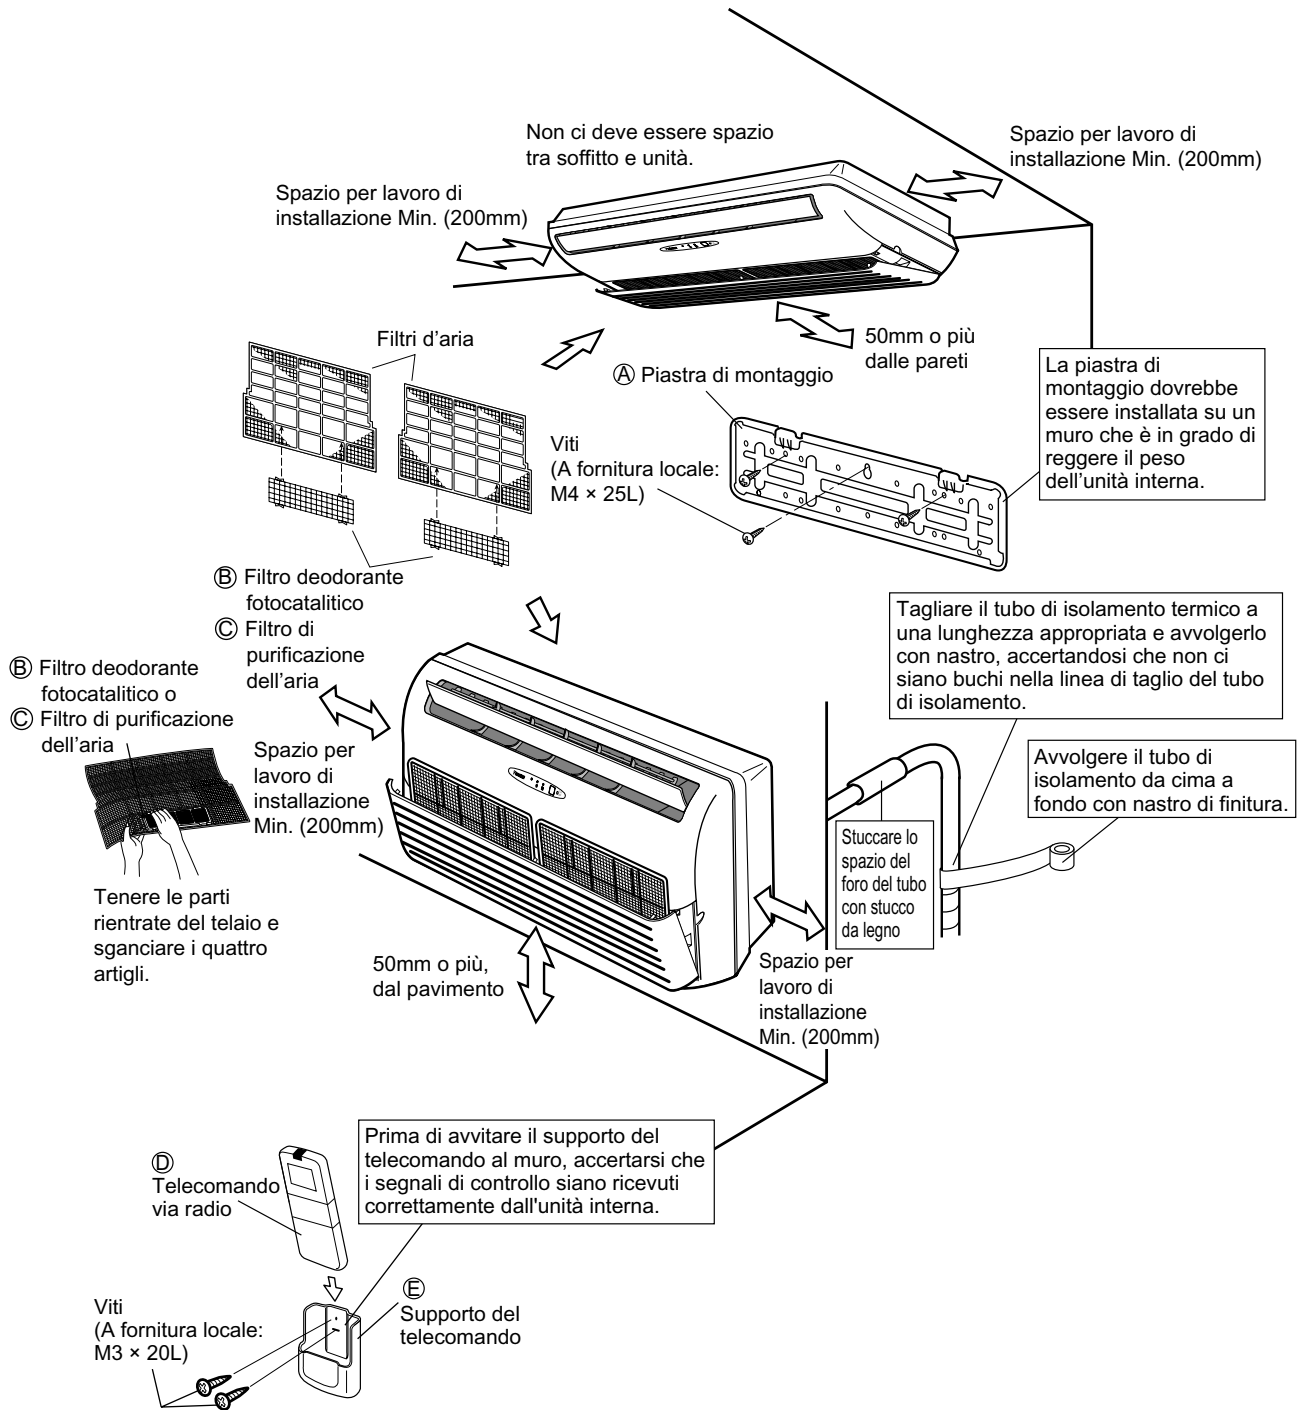 Non ci deve essere spazio
tra soffitto e unità.
Spazio per lavoro di
installazione Min. (200mm)
Spazio per lavoro di
installazione Min. (200mm)
50mm o più
dalle pareti
Filtri d’aria
Ⓐ Piastra di montaggio
La piastra di
montaggio dovrebbe
essere installata su un
muro che è in grado di
reggere il peso
dell’unità interna.
Viti
(A fornitura locale:
M4 × 25L)
Ⓑ Filtro deodorante
fotocatalitico
Ⓒ Filtro di
purificazione
dell’aria
Ⓑ Filtro deodorante
fotocatalitico o
Ⓒ Filtro di purificazione
dell’aria
Spazio per
lavoro di
installazione
Min. (200mm)
Tenere le parti
rientrate del telaio e
sganciare i quattro
artigli.
Tagliare il tubo di isolamento termico a
una lunghezza appropriata e avvolgerlo
con nastro, accertandosi che non ci
siano buchi nella linea di taglio del tubo
di isolamento.
Avvolgere il tubo di
isolamento da cima a
fondo con nastro di finitura.
Stuccare lo
spazio del
foro del tubo
con stucco
da legno
50mm o più,
dal pavimento
Spazio per
lavoro di
installazione
Min. (200mm)
Prima di avvitare il supporto del
telecomando al muro, accertarsi che
i segnali di controllo siano ricevuti
correttamente dall'unità interna.
Ⓓ
Telecomando
via radio
Ⓔ
Supporto del
telecomando
Viti
(A fornitura locale:
M3 × 20L)